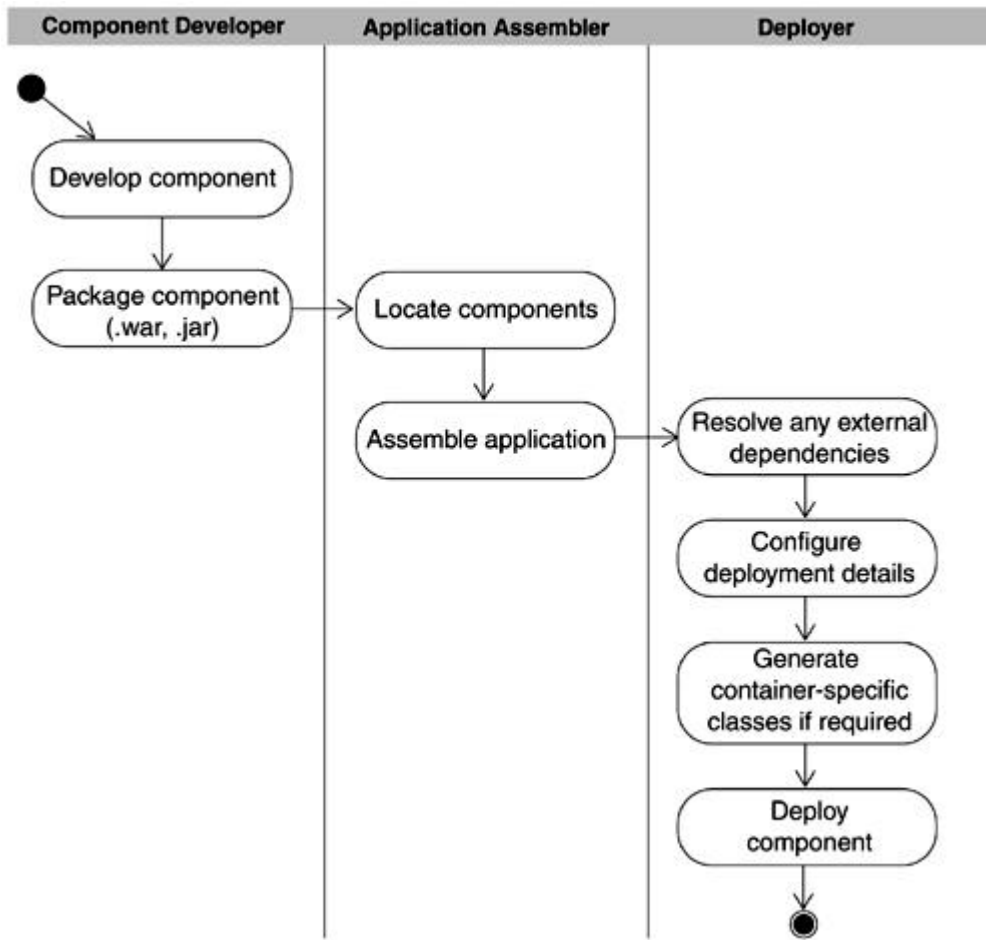 Component Developer
Application Assembler
Deployer
Develop component
Package component
(.war, .jar)
Locate components
Assemble application
Resolve any external
dependencies
Configure
deployment details
Generate
container-specific
classes if required
Deploy
component